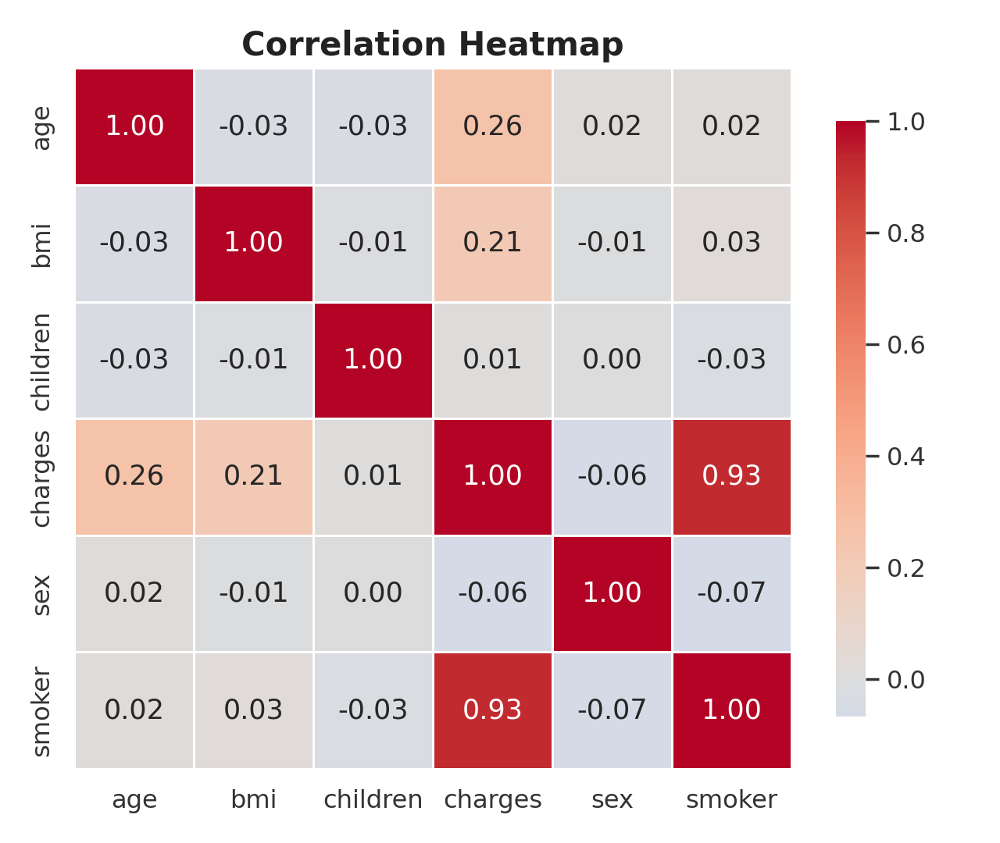 Correlation Heatmap
age 1.00 -0.03 -0.03 0.26 0.02 0.02
bmi -0.03 1.00 -0.01 0.21 -0.01 0.03
children -0.03 -0.01 1.00 0.01 0.00 -0.03
charges 0.26 0.21 0.01 1.00 -0.06 0.93
sex 0.02 -0.01 0.00 -0.06 1.00 -0.07
smoker 0.02 0.03 -0.03 0.93 -0.07 1.00
age bmi children charges sex smoker
1.0
0.8
0.6
0.4
0.2
0.0